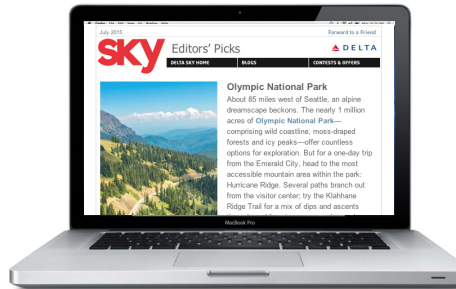 July 2015
Forward to a Friend
sky
Editors' Picks
DELTA
DELTA SKY HOME
BLOGS
CONTESTS & OFFERS
Olympic National Park
About 85 miles west of Seattle, an alpine
dreamscape beckons. The nearly 1 million
acres of Olympic National Park—
comprising wild coastline, moss-draped
forests and icy peaks—offer countless
options for exploration. But for a one-day trip
from the Emerald City, head to the most
accessible mountain area within the park:
Hurricane Ridge. Several paths branch out
from the visitor center; try the Klahhane
Ridge Trail for a mix of dips and ascents
MacBook Pro